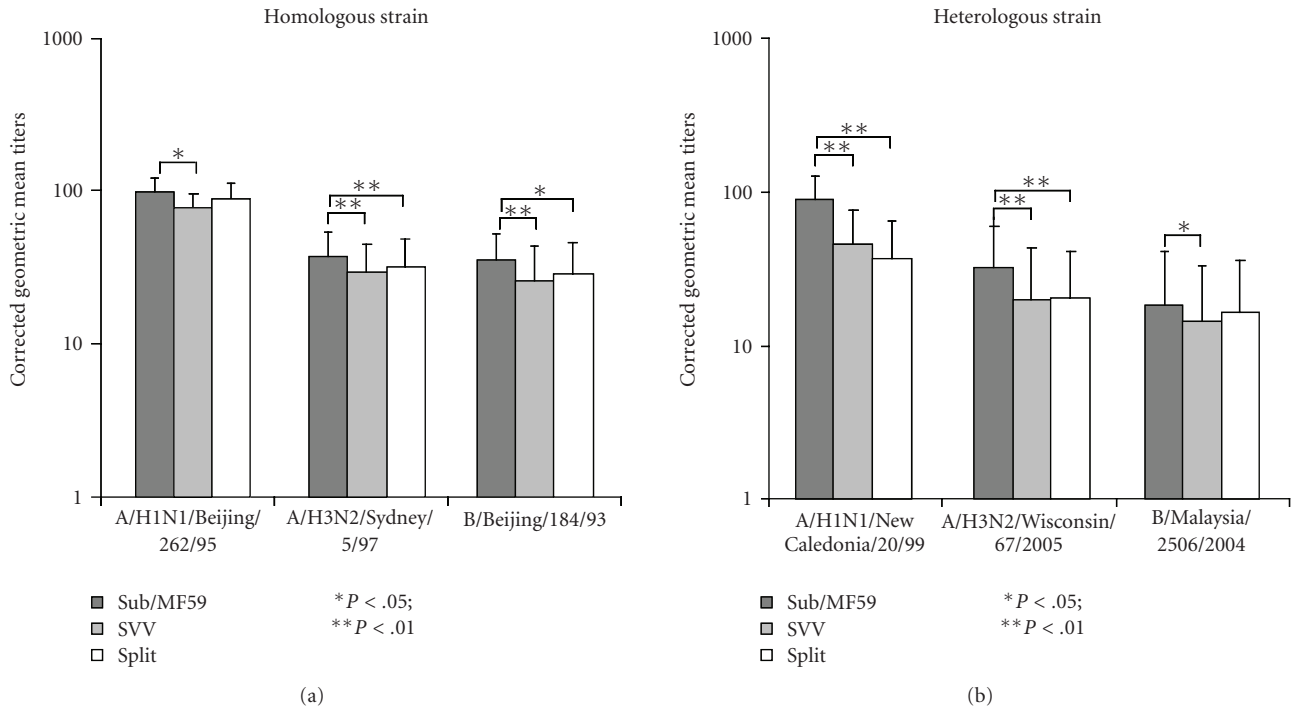 Homologous strain
Corrected geometric mean titers
1000
100
10
1
*
**
**
**
*
A/H1N1/Beijing/
262/95
A/H3N2/Sydney/
5/97
B/Beijing/184/93
Sub/MF59
SVV
Split
*P < .05;
**P < .01
(a)
Heterologous strain
Corrected geometric mean titers
1000
100
10
1
**
**
**
**
*
A/H1N1/New
Caledonia/20/99
A/H3N2/Wisconsin/
67/2005
B/Malaysia/
2506/2004
Sub/MF59
SVV
Split
*P < .05;
**P < .01
(b)